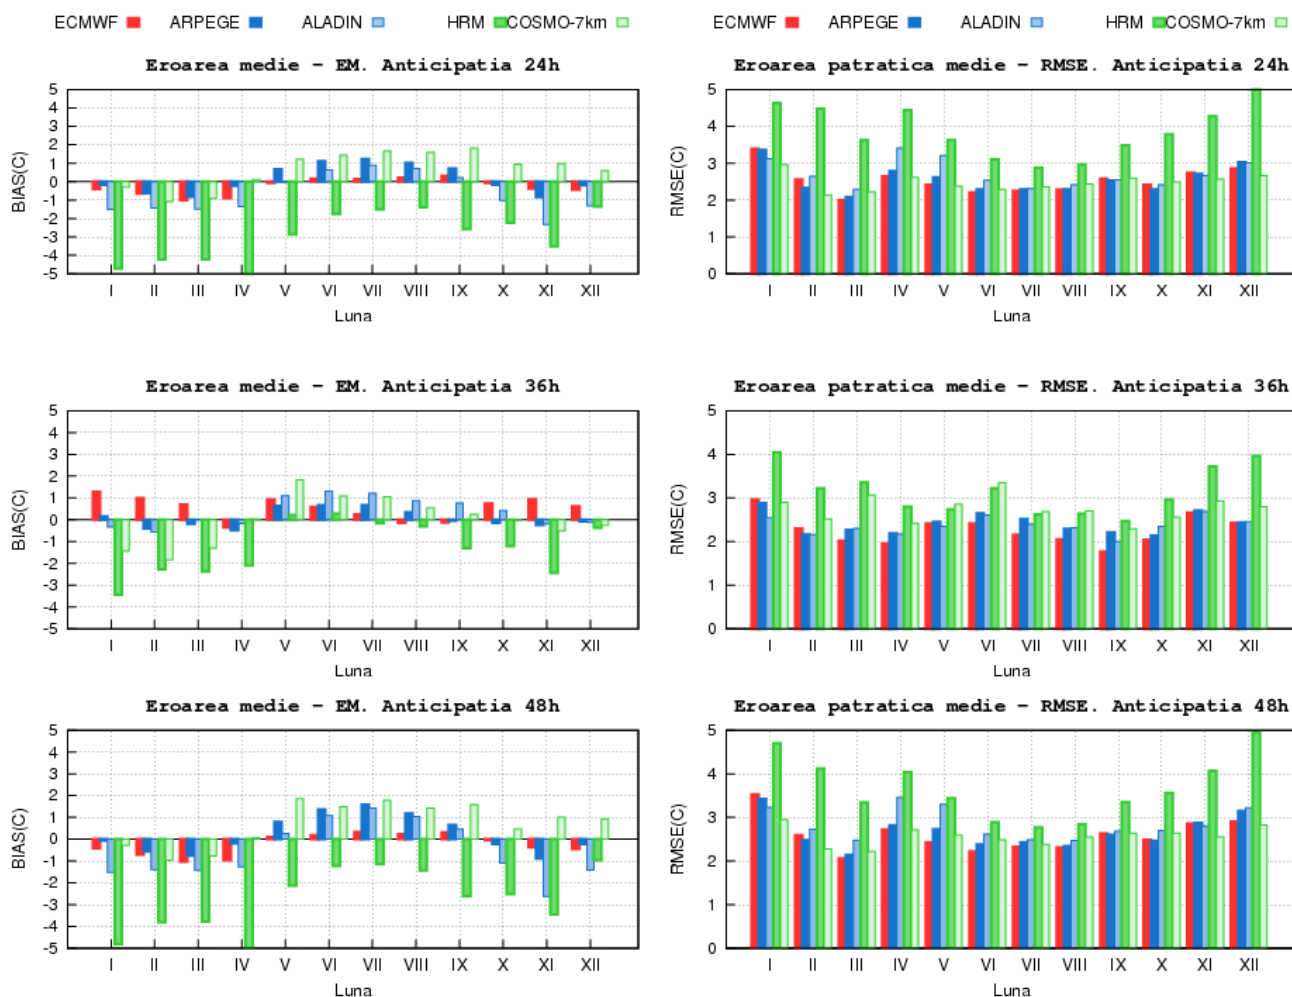 ECMWF ARPEGE ALADIN HRM COSMO-7km
ECMWF ARPEGE ALADIN HRM COSMO-7km
Eroarea medie – EM. Anticipatia 24h
BIAS(C)
5
4
3
2
1
0
-1
-2
-3
-4
-5
I II III IV V VI VII VIII IX X XI XII
Luna
Eroarea patratica medie – RMSE. Anticipatia 24h
RMSE(C)
5
4
3
2
1
0
I II III IV V VI VII VIII IX X XI XII
Luna
Eroarea medie – EM. Anticipatia 36h
BIAS(C)
5
4
3
2
1
0
-1
-2
-3
-4
-5
I II III IV V VI VII VIII IX X XI XII
Luna
Eroarea patratica medie – RMSE. Anticipatia 36h
RMSE(C)
5
4
3
2
1
0
I II III IV V VI VII VIII IX X XI XII
Luna
Eroarea medie – EM. Anticipatia 48h
BIAS(C)
5
4
3
2
1
0
-1
-2
-3
-4
-5
I II III IV V VI VII VIII IX X XI XII
Luna
Eroarea patratica medie – RMSE. Anticipatia 48h
RMSE(C)
5
4
3
2
1
0
I II III IV V VI VII VIII IX X XI XII
Luna